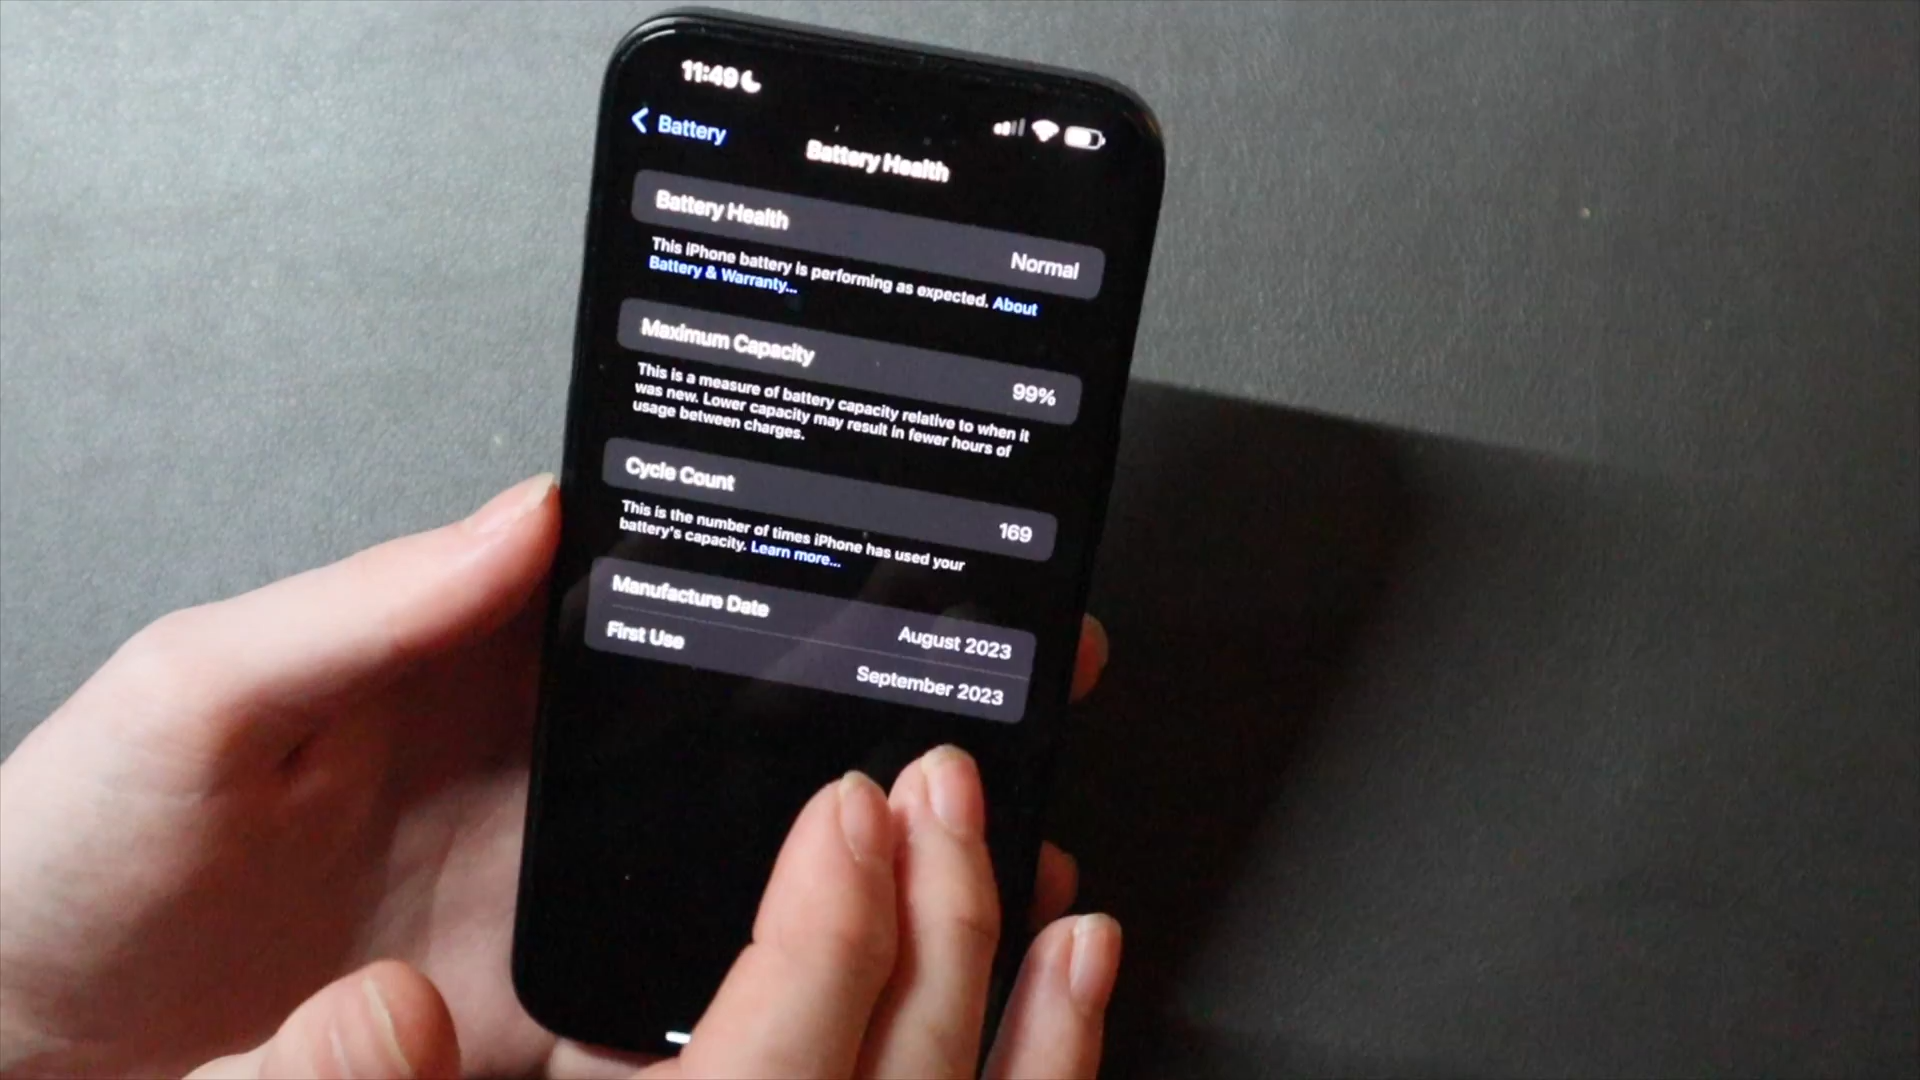 11:49
Battery
Battery Health
Battery Health
Normal
This iPhone battery is performing as expected. About
Battery & Warranty...
Maximum Capacity
99%
This is a measure of battery capacity relative to when it
was new. Lower capacity may result in fewer hours of
usage between charges.
Cycle Count
169
This is the number of times iPhone has used your
battery's capacity. Learn more...
Manufacture Date
August 2023
First Use
September 2023